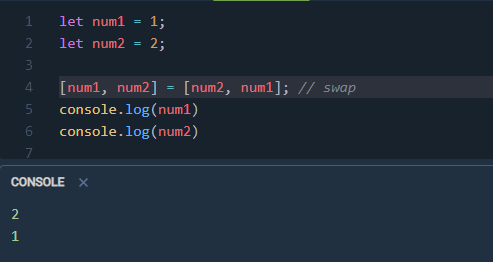 1 let num1 = 1;
2 let num2 = 2;
3
4 [num1, num2] = [num2, num1]; // swap
5 console.log(num1)
6 console.log(num2)
7
CONSOLE ×
2
1